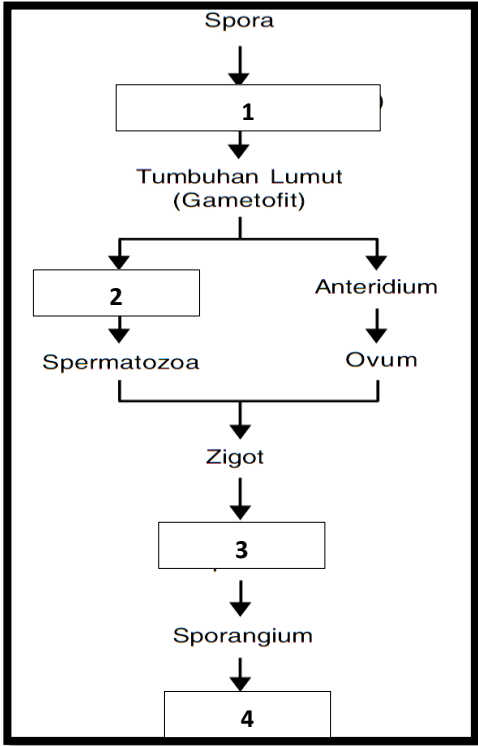 Spora
1
Tumbuhan Lumut
(Gametofit)
2
Anteridium
Spermatozoa
Ovum
Zigot
3
Sporangium
4